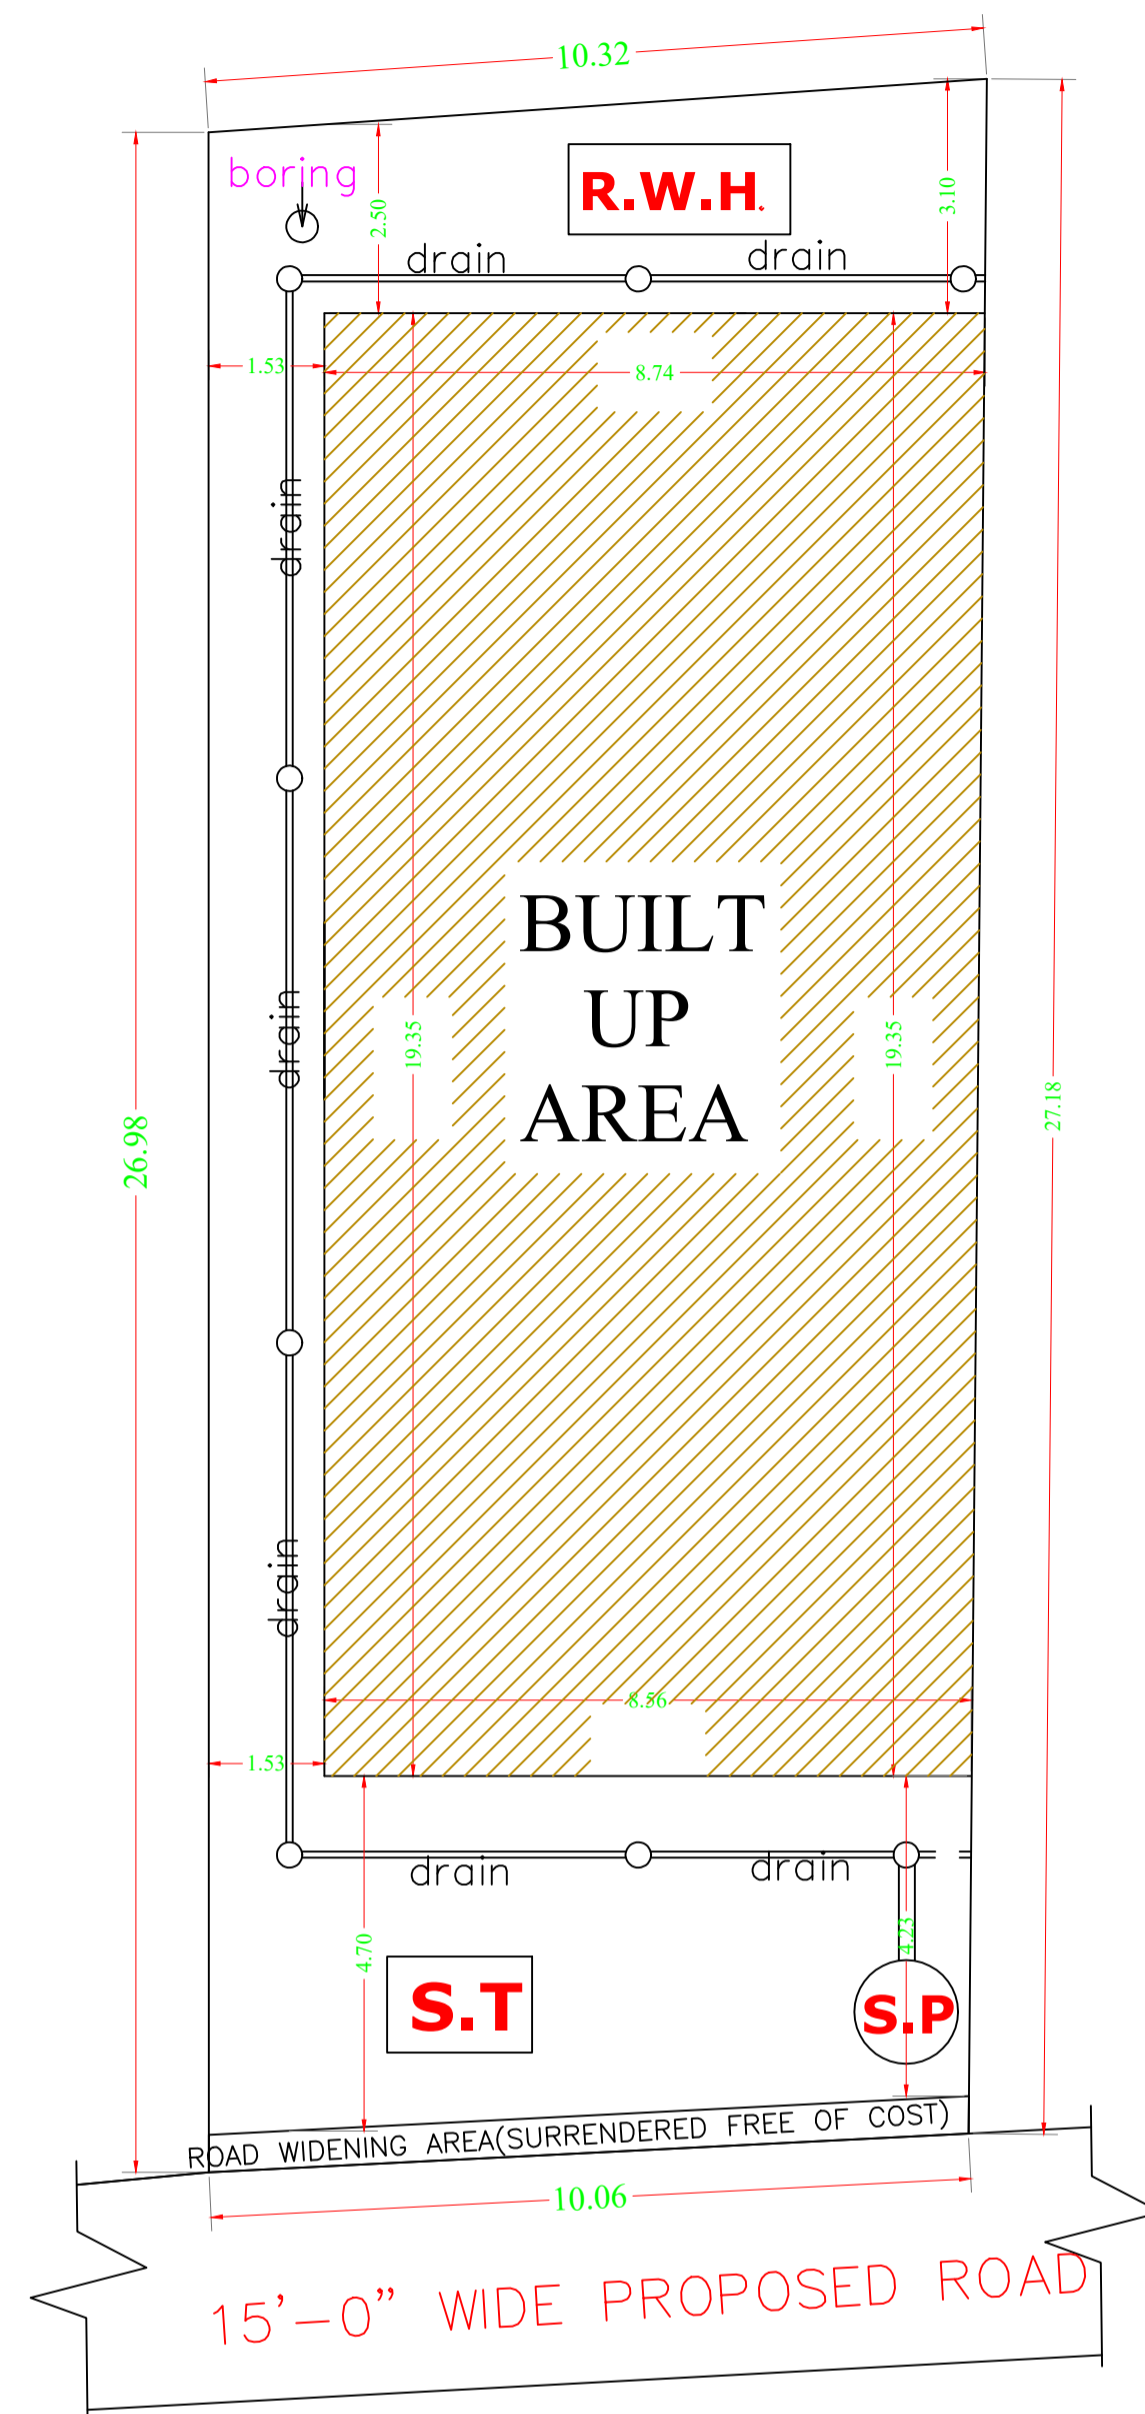 10.32
boring
R.W.H.
2.50
3.10
drain
drain
1.53
8.74
drain
BUILT
UP
AREA
drain
19.35
19.35
26.98
27.18
drain
8.56
1.53
drain
drain
4.70
4.23
S.T
S.P
ROAD WIDENING AREA(SURRENDERED FREE OF COST)
10.06
15’-0” WIDE PROPOSED ROAD